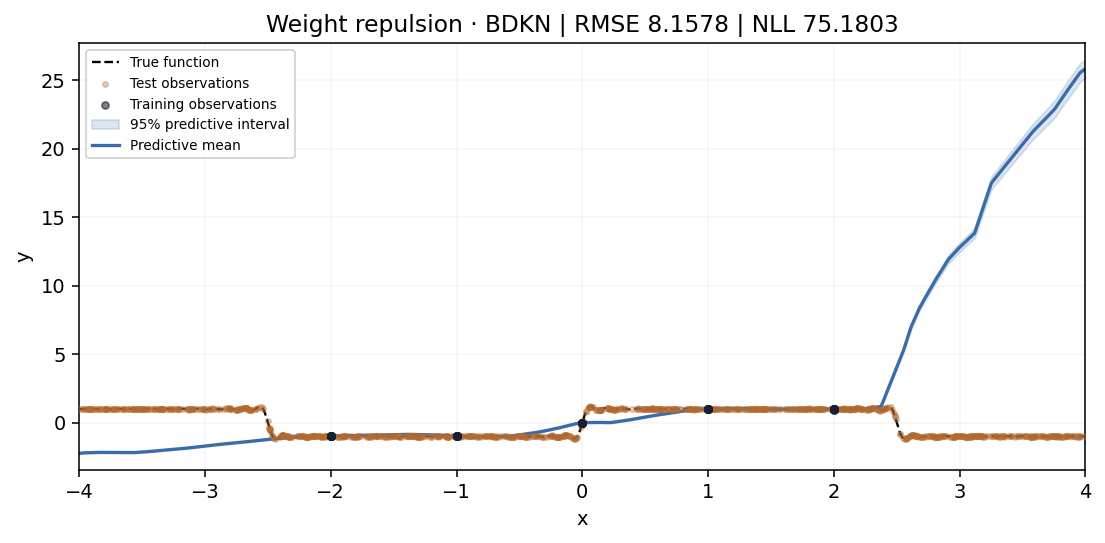 Weight repulsion · BDKN | RMSE 8.1578 | NLL 75.1803
True function
Test observations
Training observations
95% predictive interval
Predictive mean
25
20
15
10
5
0
y
−4 −3 −2 −1 0 1 2 3 4
x